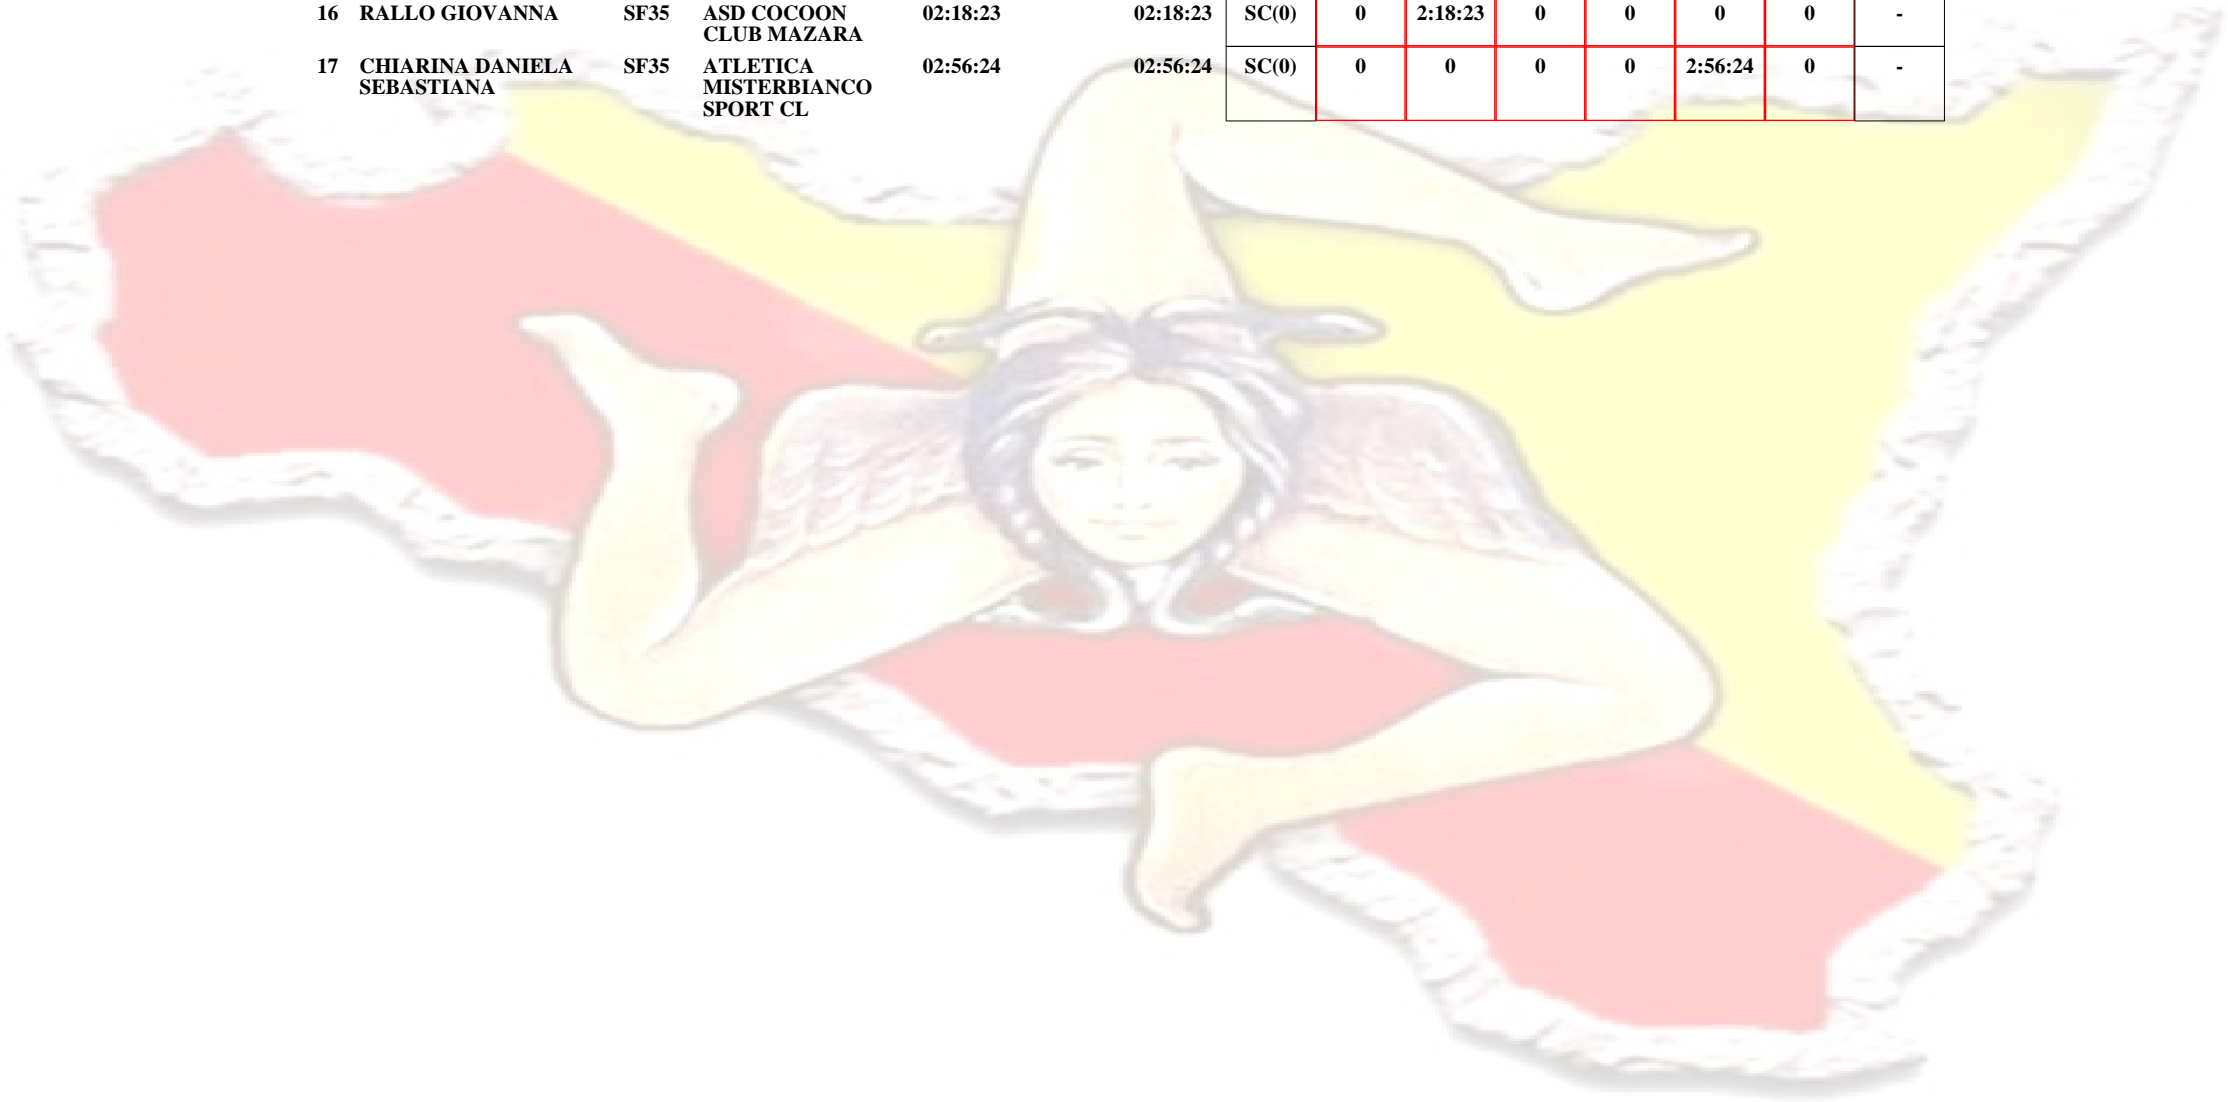 16 RALLO GIOVANNA SF35 ASD COCOON 02:18:23 02:18:23 SC(0) 0 2:18:23 0 0 0 0 -
CLUB MAZARA
17 CHIARINA DANIELA SF35 ATLETICA 02:56:24 02:56:24 SC(0) 0 0 0 0 2:56:24 0 -
SEBASTIANA MISTERBIANCO
SPORT CL